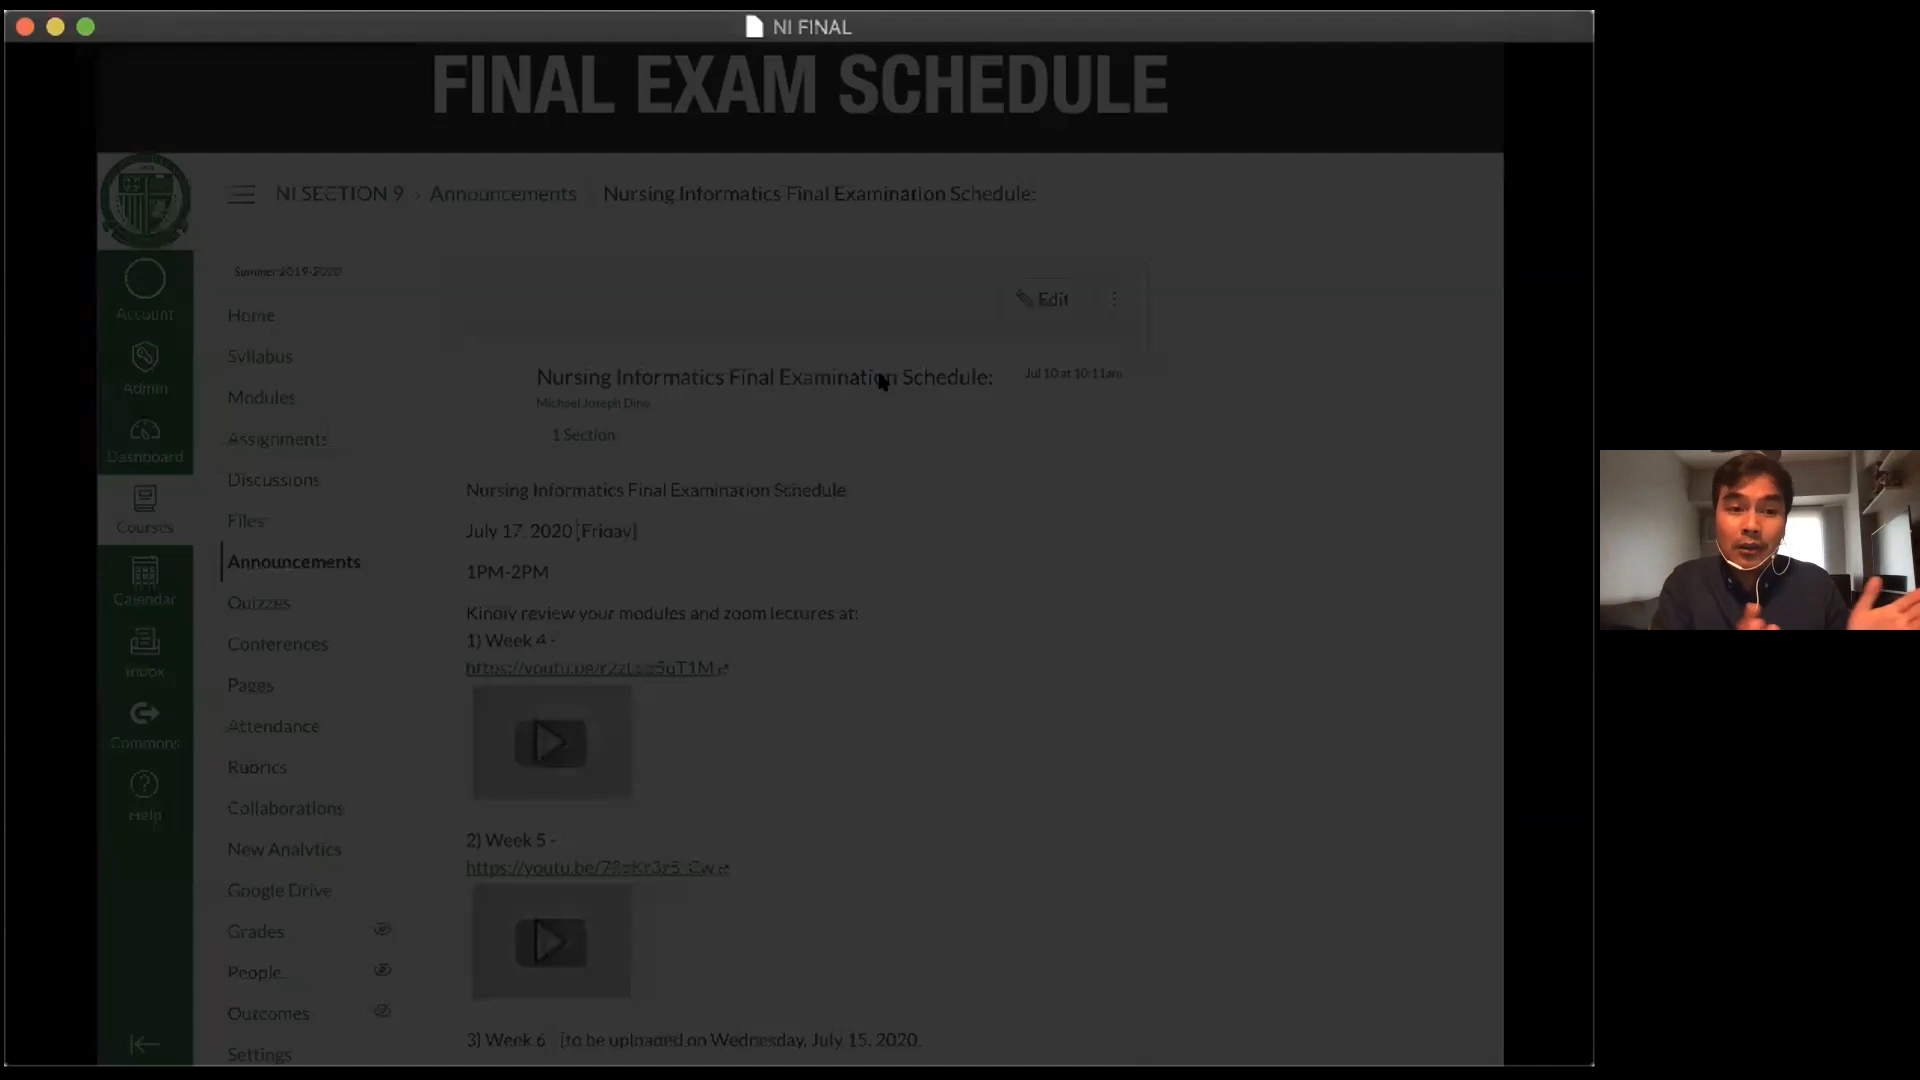 NI FINAL
FINAL EXAM SCHEDULE
NI SECTION 9 › Announcements Nursing Informatics Final Examination Schedule:
Summer 2019-2020
Edit
Account
Admin
Dashboard
Courses
Calendar
Inbox
Commons
Help
Home
Syllabus
Modules
Assignments
Discussions
Files
Announcements
Quizzes
Conferences
Pages
Attendance
Rubrics
Collaborations
New Analytics
Google Drive
Grades
People
Outcomes
Settings
Nursing Informatics Final Examination Schedule:
Jul 10 at 10:11am
Michael Joseph Dino
1 Section
Nursing Informatics Final Examination Schedule
July 17, 2020 [Friday]
1PM-2PM
Kindly review your modules and zoom lectures at:
1) Week 4 -
2) Week 5 -
3) Week 6 [to be uploaded on Wednesday, July 15, 2020